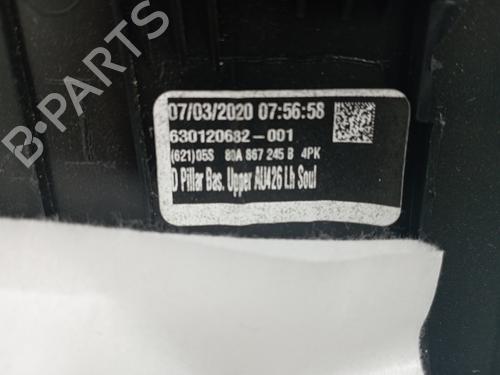 07/03/2020 07:56:58
630120682-001
(621)05S 80A 867 245 B 4PK
D Pillar Bas. Upper AU426 Lh Soul
B-PARTS